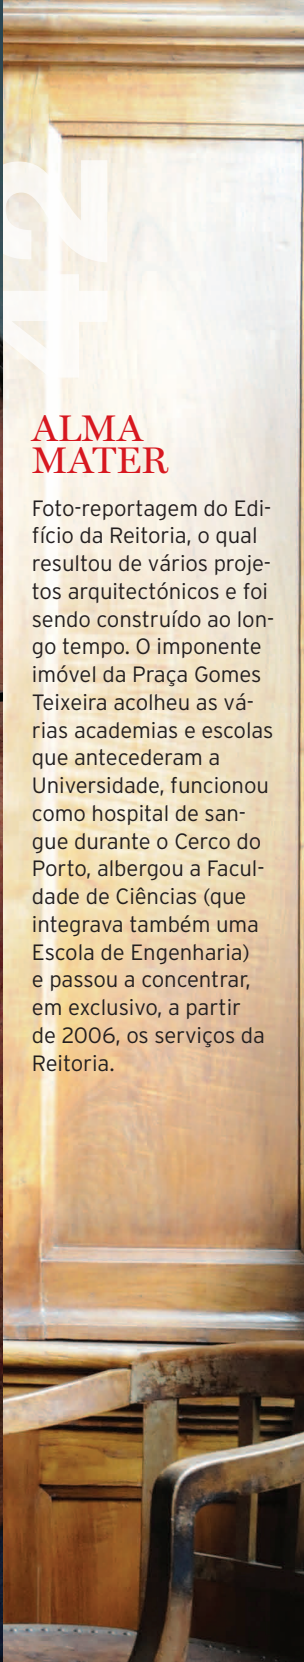 42
ALMA
MATER
Foto-reportagem do Edi-
fício da Reitoria, o qual
resultou de vários proje-
tos arquitectónicos e foi
sendo construído ao lon-
go tempo. O imponente
imóvel da Praça Gomes
Teixeira acolheu as vá-
rias academias e escolas
que antecederam a
Universidade, funcionou
como hospital de san-
gue durante o Cerco do
Porto, albergou a Facul-
dade de Ciências (que
integrava também uma
Escola de Engenharia)
e passou a concentrar,
em exclusivo, a partir
de 2006, os serviços da
Reitoria.